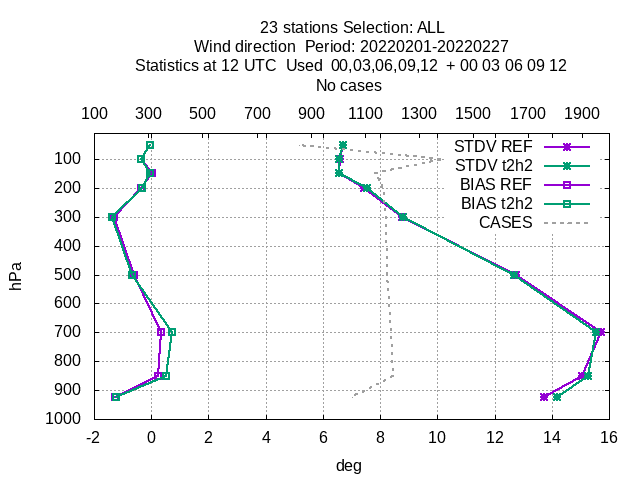 23 stations Selection: ALL
Wind direction  Period: 20220201-20220227
Statistics at 12 UTC  Used  00,03,06,09,12  + 00 03 06 09 12
No cases
100 300 500 700 900 1100 1300 1500 1700 1900
STDV REF
STDV t2h2
BIAS REF
BIAS t2h2
CASES
hPa
100
200
300
400
500
600
700
800
900
1000
-2 0 2 4 6 8 10 12 14 16
deg